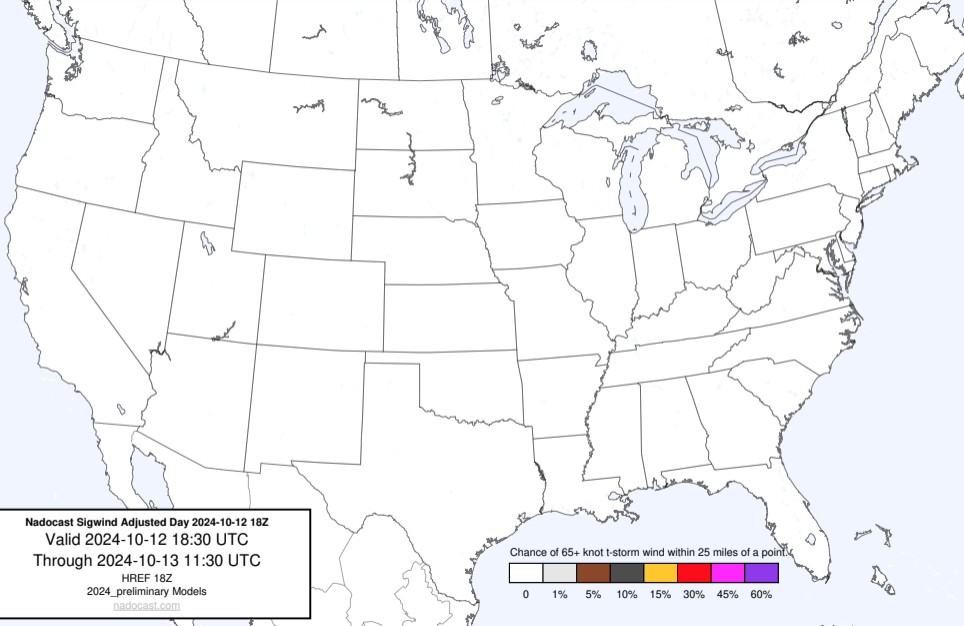 Nadocast Sigwind Adjusted Day 2024-10-12 18Z
Valid 2024-10-12 18:30 UTC
Through 2024-10-13 11:30 UTC
HREF 18Z
2024_preliminary Models
nadocast.com
Chance of 65+ knot t-storm wind within 25 miles of a point.
0 1% 5% 10% 15% 30% 45% 60%